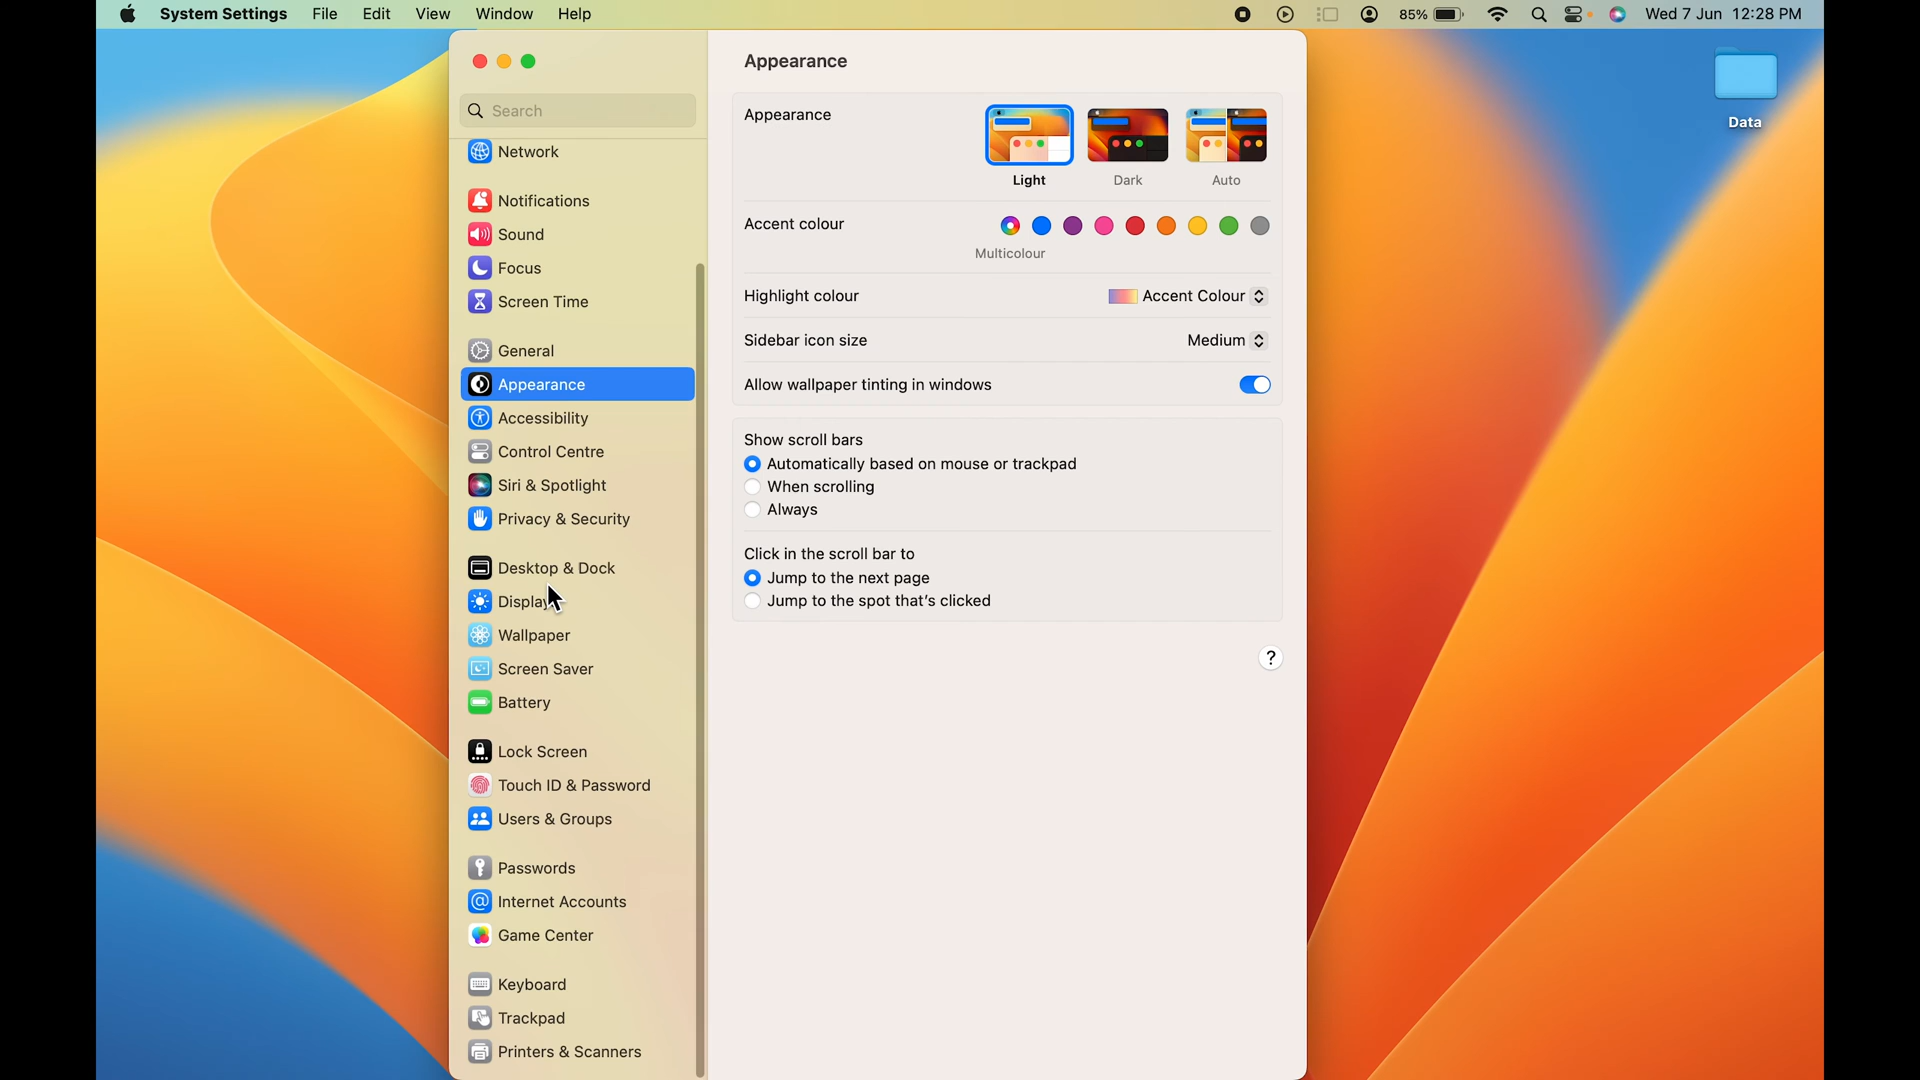 System Settings File Edit View Window Help 85% Wed 7 Jun 12:28 PM
Data
Search
Network
Notifications
Sound
Focus
Screen Time
General
Appearance
Accessibility
Control Centre
Siri & Spotlight
Privacy & Security
Desktop & Dock
Display
Wallpaper
Screen Saver
Battery
Lock Screen
Touch ID & Password
Users & Groups
Passwords
Internet Accounts
Game Center
Keyboard
Trackpad
Printers & Scanners
Appearance
Appearance
Light Dark Auto
Accent colour
Multicolour
Highlight colour Accent Colour
Sidebar icon size Medium
Allow wallpaper tinting in windows
Show scroll bars
Automatically based on mouse or trackpad
When scrolling
Always
Click in the scroll bar to
Jump to the next page
Jump to the spot that's clicked
?